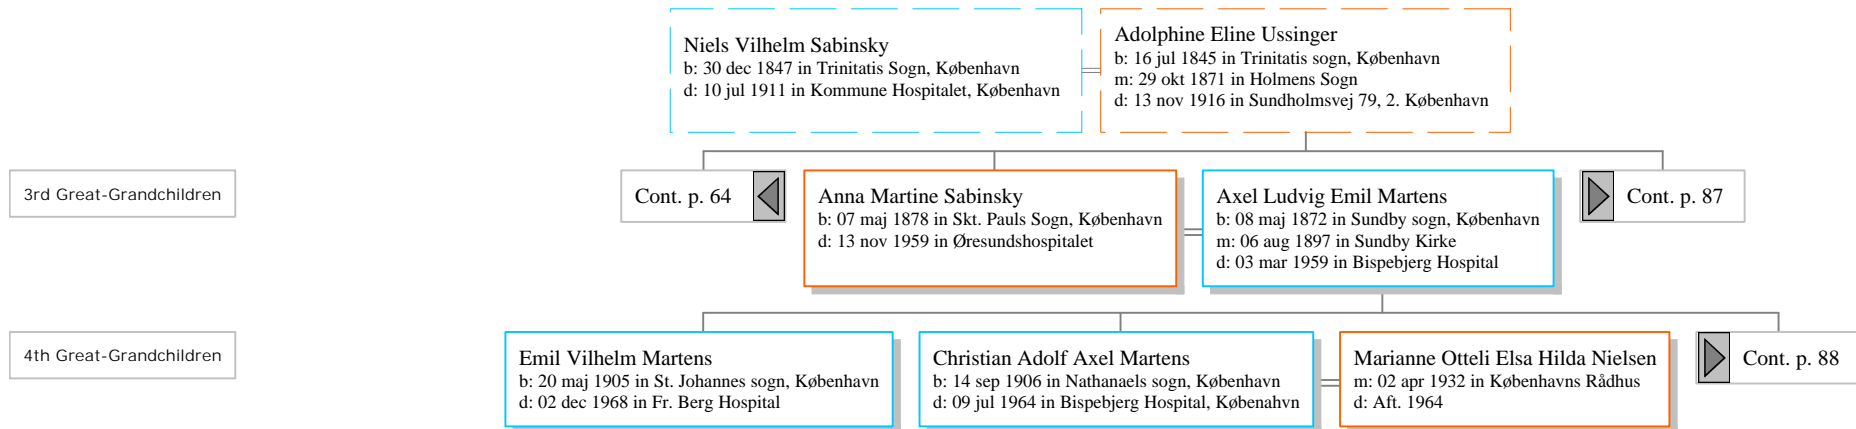 Niels Vilhelm Sabinsky
b: 30 dec 1847 in Trinitatis Sogn, København
d: 10 jul 1911 in Kommune Hospitalet, København
Adolphine Eline Ussinger
b: 16 jul 1845 in Trinitatis sogn, København
m: 29 okt 1871 in Holmens Sogn
d: 13 nov 1916 in Sundholmsvej 79, 2. København
3rd Great-Grandchildren
Cont. p. 64
Anna Martine Sabinsky
b: 07 maj 1878 in Skt. Pauls Sogn, København
d: 13 nov 1959 in Øresundshospitalet
Axel Ludvig Emil Martens
b: 08 maj 1872 in Sundby sogn, København
m: 06 aug 1897 in Sundby Kirke
d: 03 mar 1959 in Bispebjerg Hospital
Cont. p. 87
4th Great-Grandchildren
Emil Vilhelm Martens
b: 20 maj 1905 in St. Johannes sogn, København
d: 02 dec 1968 in Fr. Berg Hospital
Christian Adolf Axel Martens
b: 14 sep 1906 in Nathanaels sogn, København
d: 09 jul 1964 in Bispebjerg Hospital, Købenahvn
Marianne Otteli Elsa Hilda Nielsen
m: 02 apr 1932 in Københavns Rådhus
d: Aft. 1964
Cont. p. 88